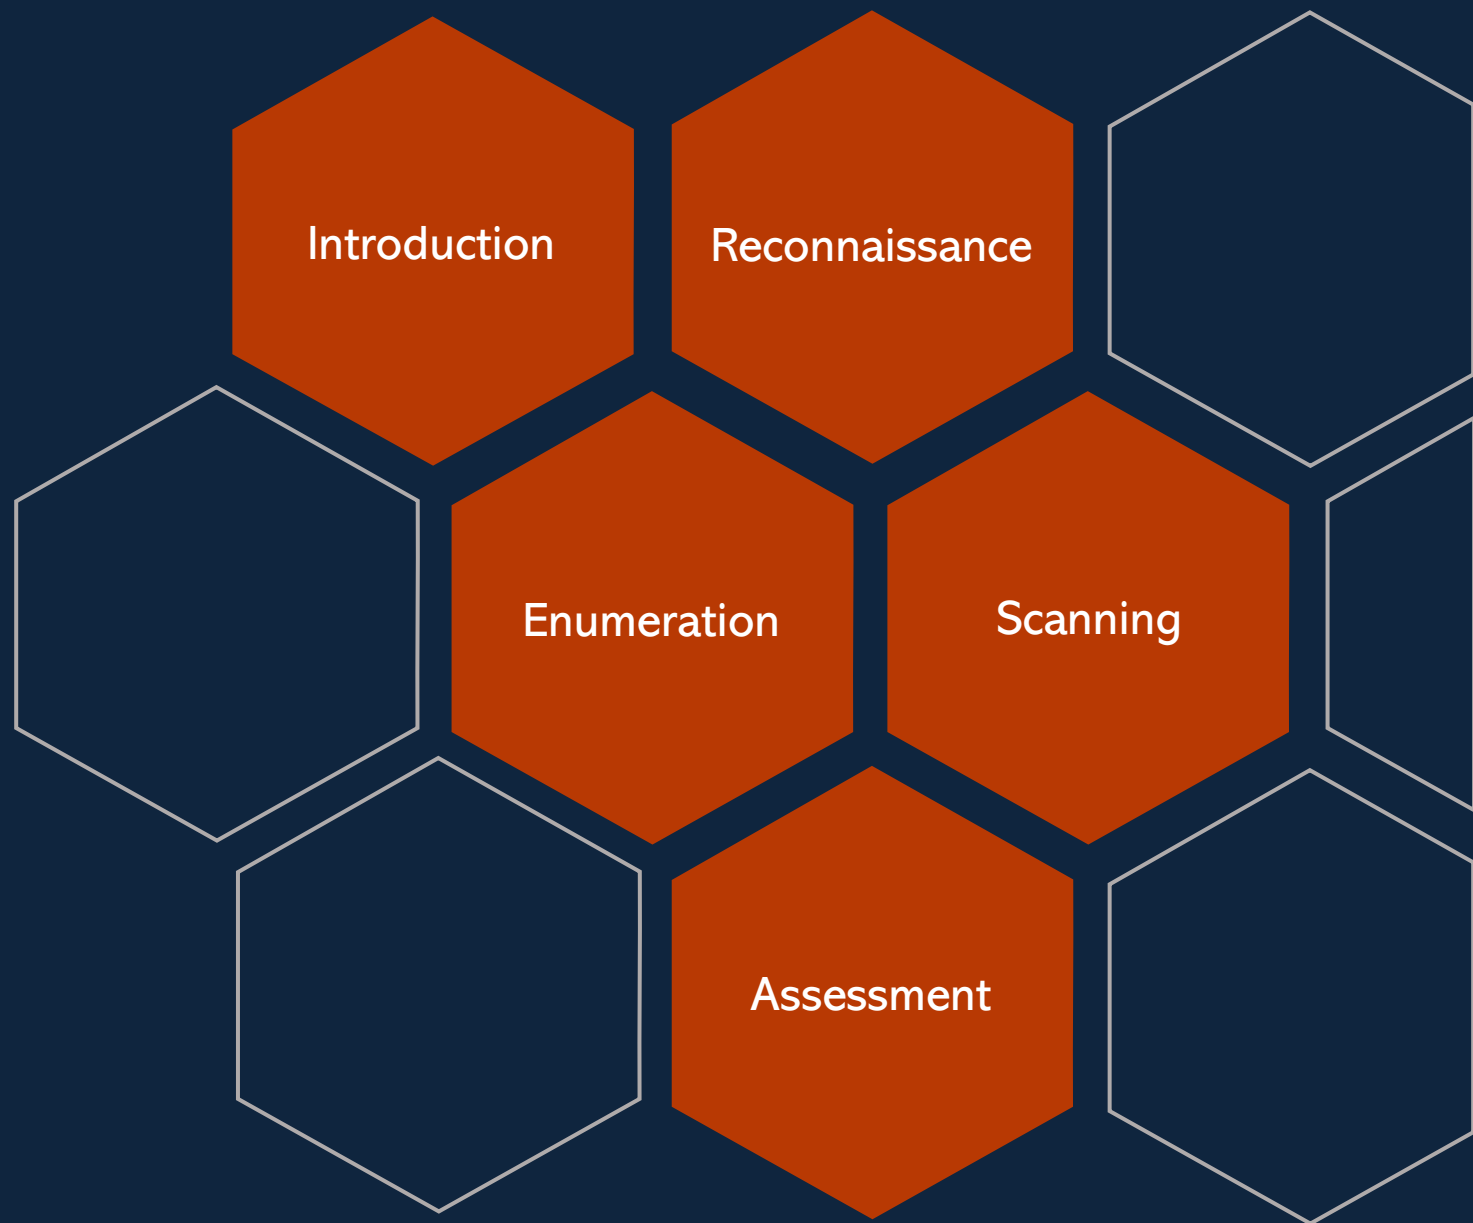 Introduction
Reconnaissance
Enumeration
Scanning
Assessment